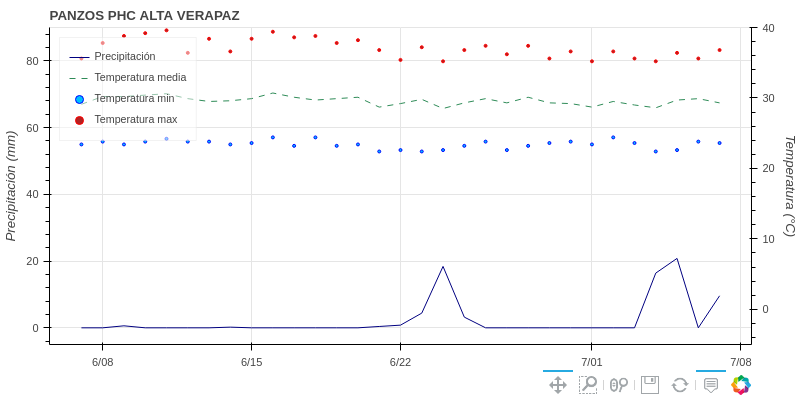 PANZOS PHC ALTA VERAPAZ
Precipitación
Temperatura media
Temperatura min
Temperatura max
Precipitación (mm)
80
60
40
20
0
Temperatura (°C)
40
30
20
10
0
6/08
6/15
6/22
7/01
7/08